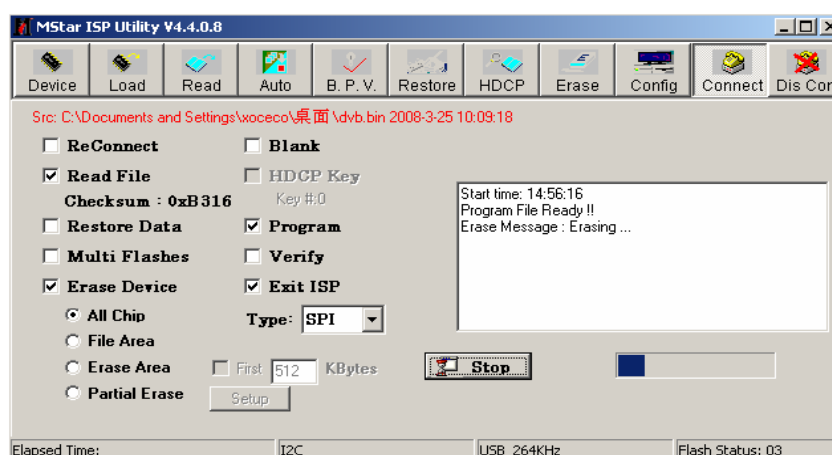 MStar ISP Utility V4.4.0.8
Device Load Read Auto B. P. V. Restore HDCP Erase Config Connect Dis Con
Src: C:\Documents and Settings\xoceco\桌面\dvb.bin 2008-3-25 10:09:18
ReConnect Blank
Read File HDCP Key
Checksum : 0xB316 Key #:0
Restore Data Program
Multi Flashes Verify
Erase Device Exit ISP
All Chip Type: SPI
File Area
Erase Area First 512 KBytes
Partial Erase Setup
Start time: 14:56:16
Program File Ready !!
Erase Message : Erasing ...
Stop
Elapsed Time: I2C USB 264KHz Flash Status: 03